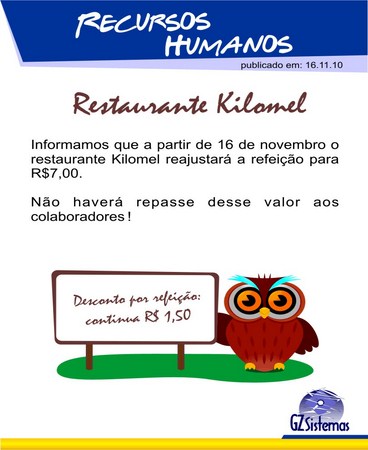 Recursos
Humanos
publicado em: 16.11.10
Restaurante Kilomel
Informamos que a partir de 16 de novembro o
restaurante Kilomel reajustará a refeição para
R$7,00.
Não haverá repasse desse valor aos
colaboradores !
Desconto por refeição:
continua R$ 1,50
GZ Sistemas